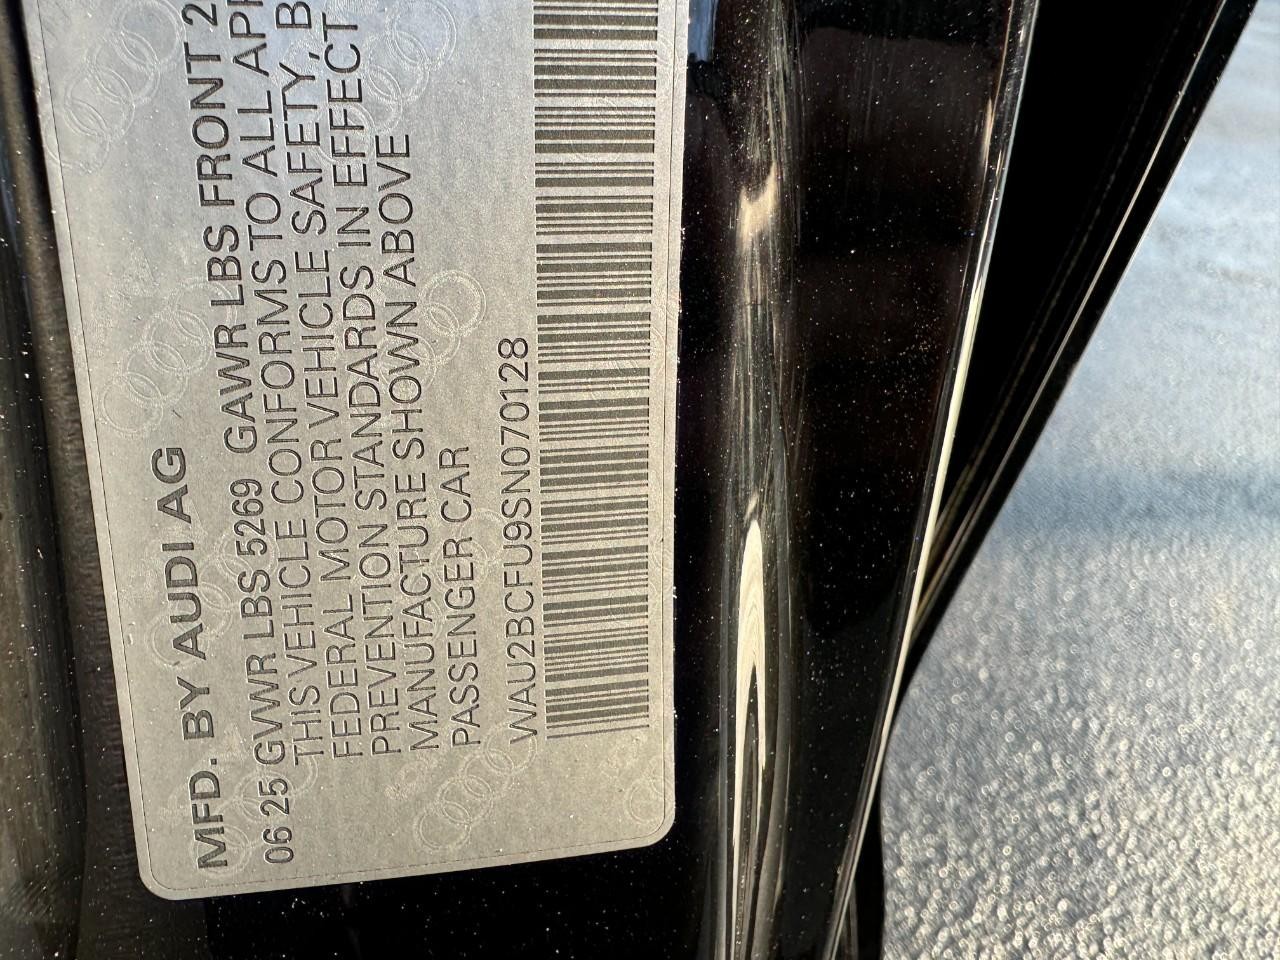 MFD. BY AUDI AG
06 25 GVWR LBS 5269 GAWR LBS FRONT 2
THIS VEHICLE CONFORMS TO ALL
FEDERAL MOTOR VEHICLE SAFETY, B
PREVENTION STANDARDS IN EFFECT
MANUFACTURE SHOWN ABOVE
PASSENGER CAR
WAU2BCFU9SN070128